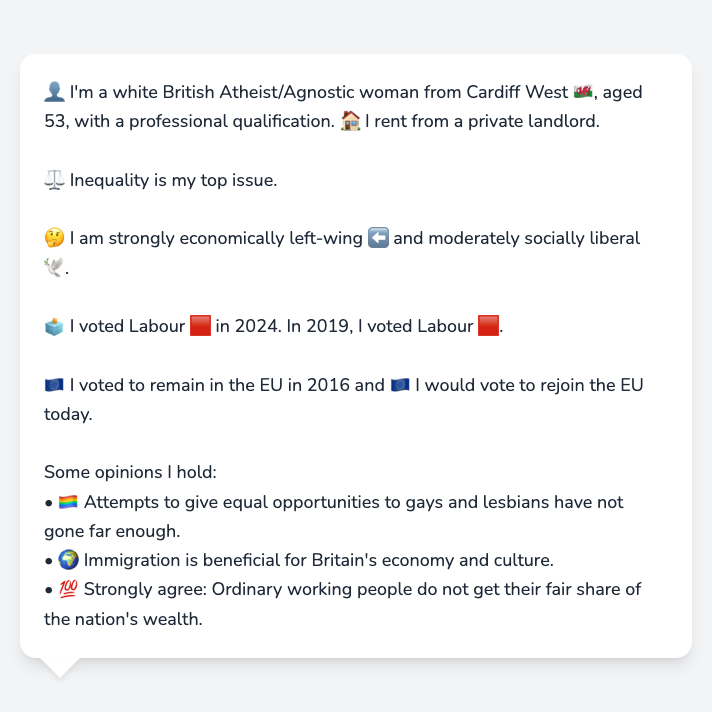 👤 I'm a white British Atheist/Agnostic woman from Cardiff West 🏴󠁧󠁢󠁷󠁬󠁳󠁿, aged
53, with a professional qualification. 🏠 I rent from a private landlord.
⚖️ Inequality is my top issue.
🤔 I am strongly economically left-wing ⬅️ and moderately socially liberal
🕊️.
🗳️ I voted Labour 🟥 in 2024. In 2019, I voted Labour 🟥.
🇪🇺 I voted to remain in the EU in 2016 and 🇪🇺 I would vote to rejoin the EU
today.
Some opinions I hold:
• 🏳️‍🌈 Attempts to give equal opportunities to gays and lesbians have not
gone far enough.
• 🌍 Immigration is beneficial for Britain's economy and culture.
• 💯 Strongly agree: Ordinary working people do not get their fair share of
the nation's wealth.